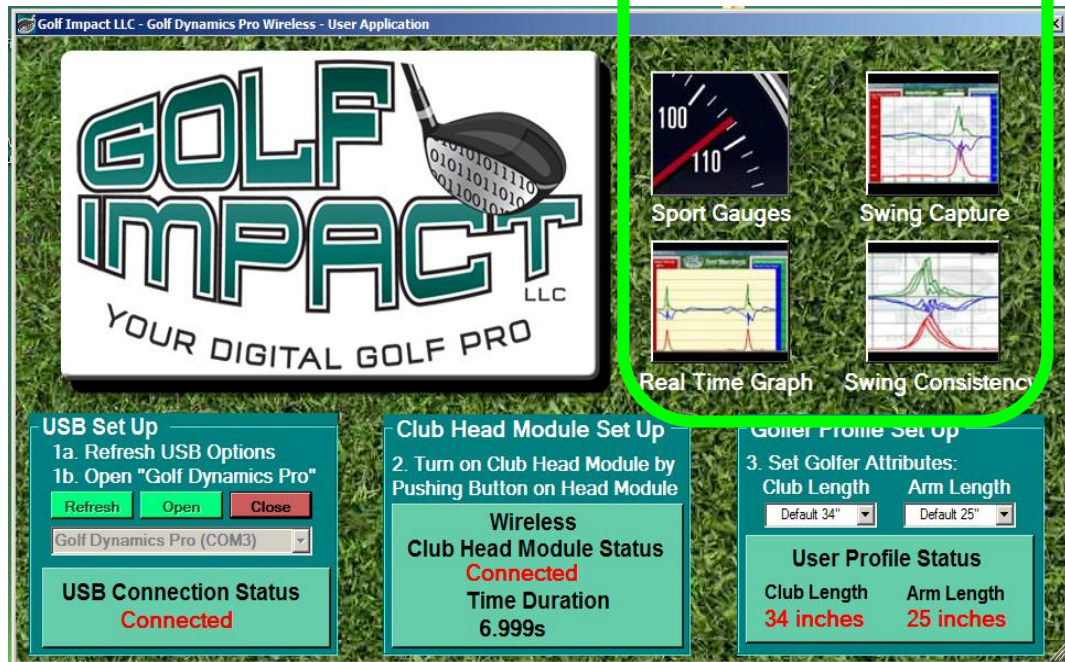 Golf Impact LLC - Golf Dynamics Pro Wireless - User Application
GOLF
IMPACT
LLC
YOUR DIGITAL GOLF PRO
100
110
Sport Gauges
Swing Capture
Real Time Graph
Swing Consistency
USB Set Up
1a. Refresh USB Options
1b. Open "Golf Dynamics Pro"
Refresh Open Close
Golf Dynamics Pro (COM3)
USB Connection Status
Connected
Club Head Module Set Up
2. Turn on Club Head Module by
Pushing Button on Head Module
Wireless
Club Head Module Status
Connected
Time Duration
6.999s
Golfer Profile Set Up
3. Set Golfer Attributes:
Club Length Arm Length
Default 34" Default 25"
User Profile Status
Club Length Arm Length
34 inches 25 inches